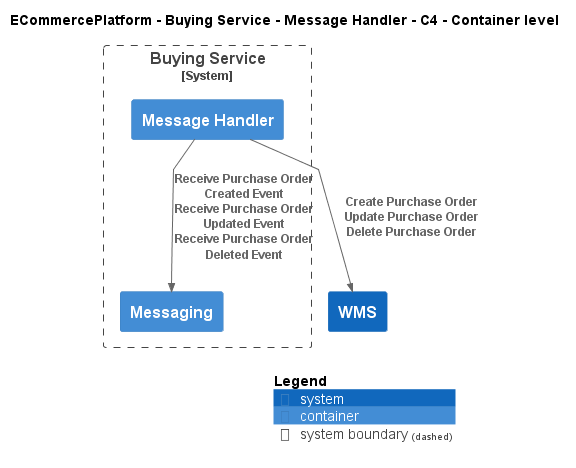 ECommercePlatform - Buying Service - Message Handler - C4 - Container level
Buying Service
[System]
Message Handler
Receive Purchase Order
Created Event
Receive Purchase Order
Updated Event
Receive Purchase Order
Deleted Event
Create Purchase Order
Update Purchase Order
Delete Purchase Order
Messaging
WMS
Legend
system
container
system boundary (dashed)